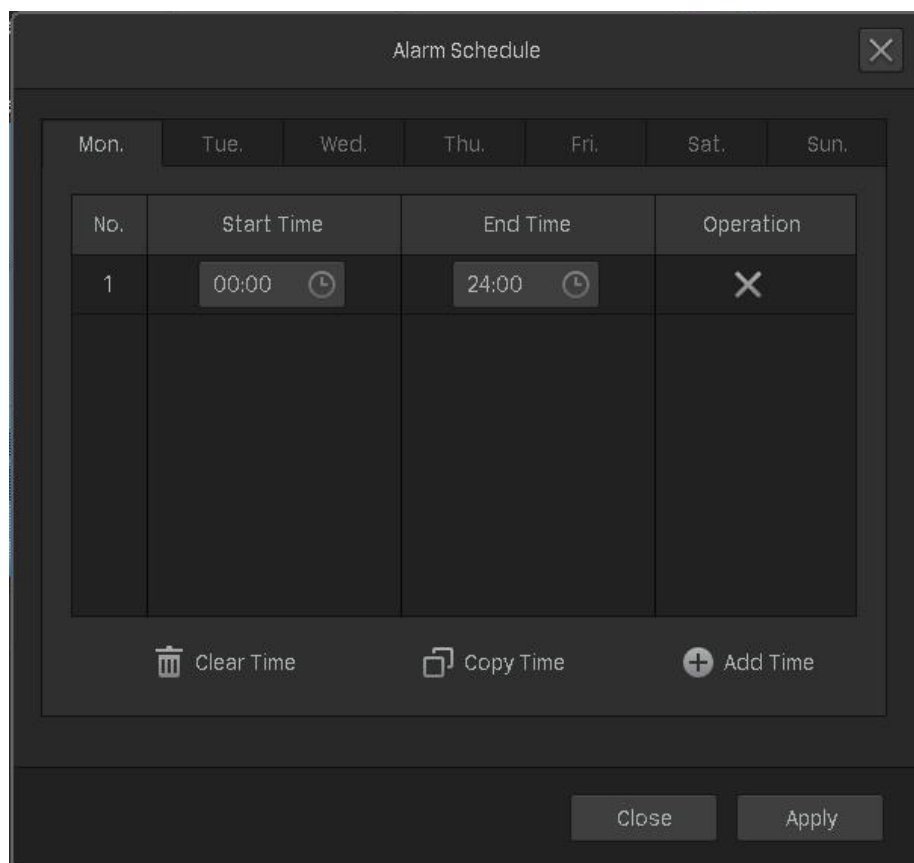 Alarm Schedule
Mon. Tue. Wed. Thu. Fri. Sat. Sun.
No. Start Time End Time Operation
1 00:00 24:00
Clear Time Copy Time Add Time
Close Apply